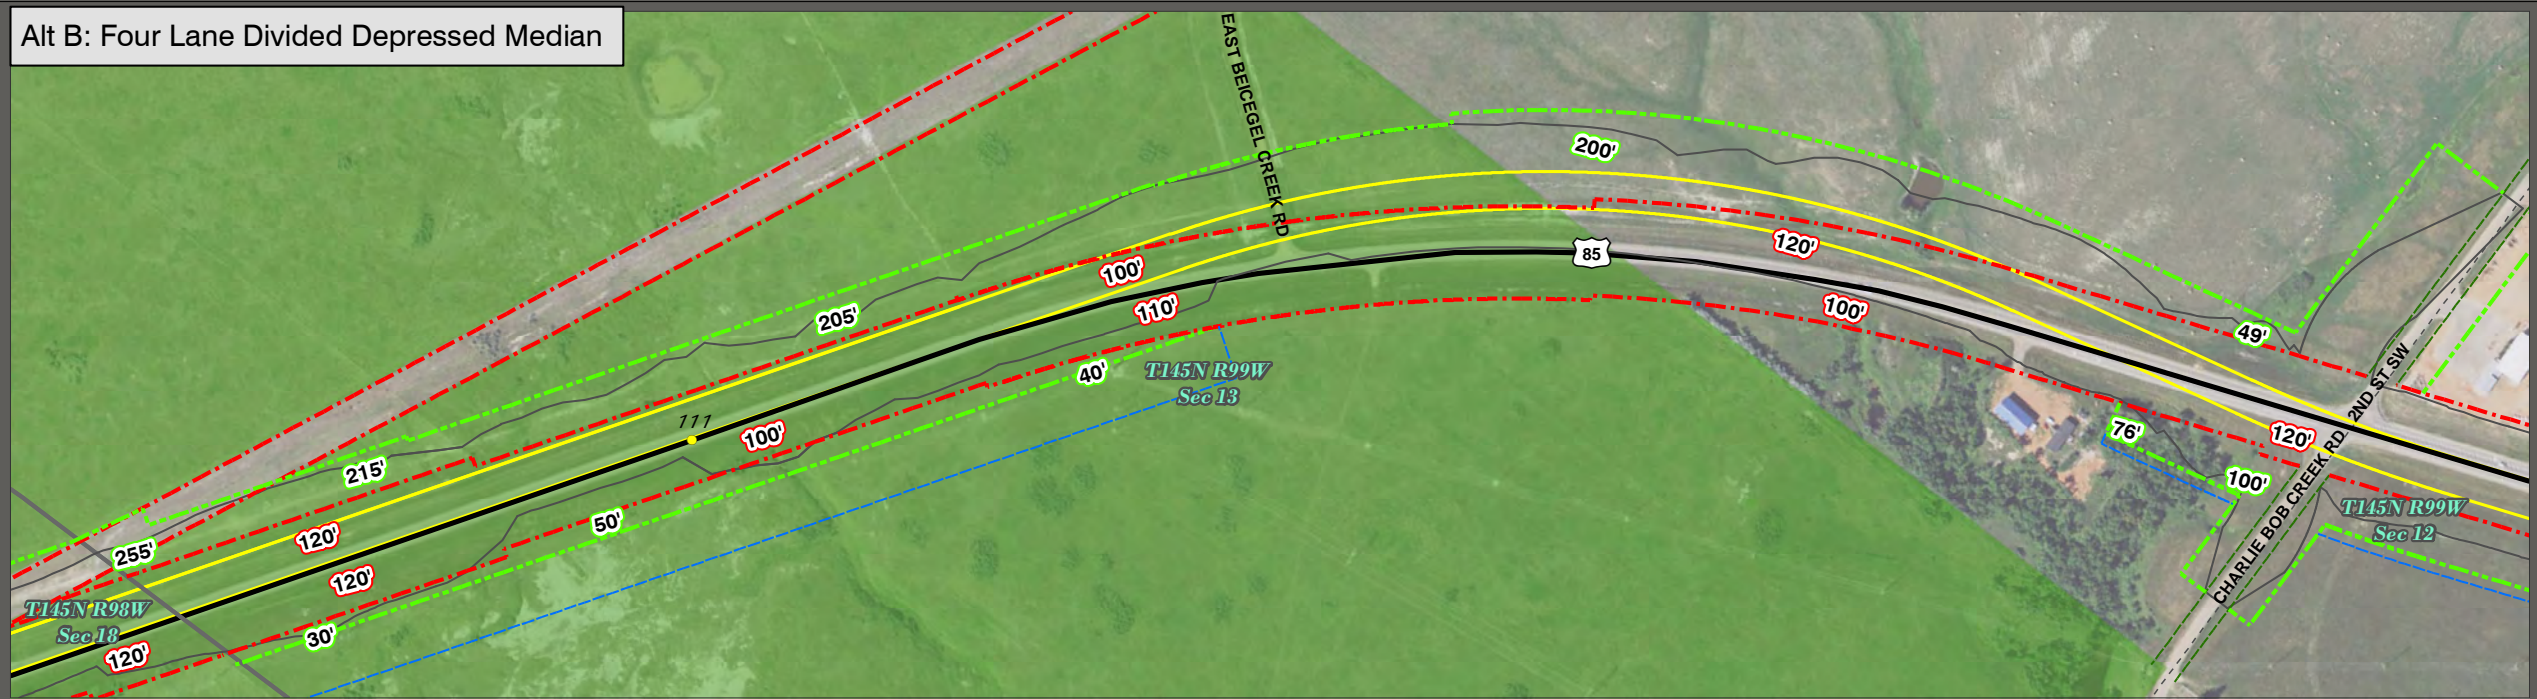 Alt B: Four Lane Divided Depressed Median
EAST BEICEGEL CREEK RD
200'
120'
85
100'
100'
110'
205'
49'
2ND ST SW
40'
T145N R99W
Sec 13
111
100'
76'
120'
100'
215'
CHARLIE BOB CREEK RD
50'
T145N R99W
Sec 12
120'
255'
120'
T145N R98W
Sec 18
30'
120'